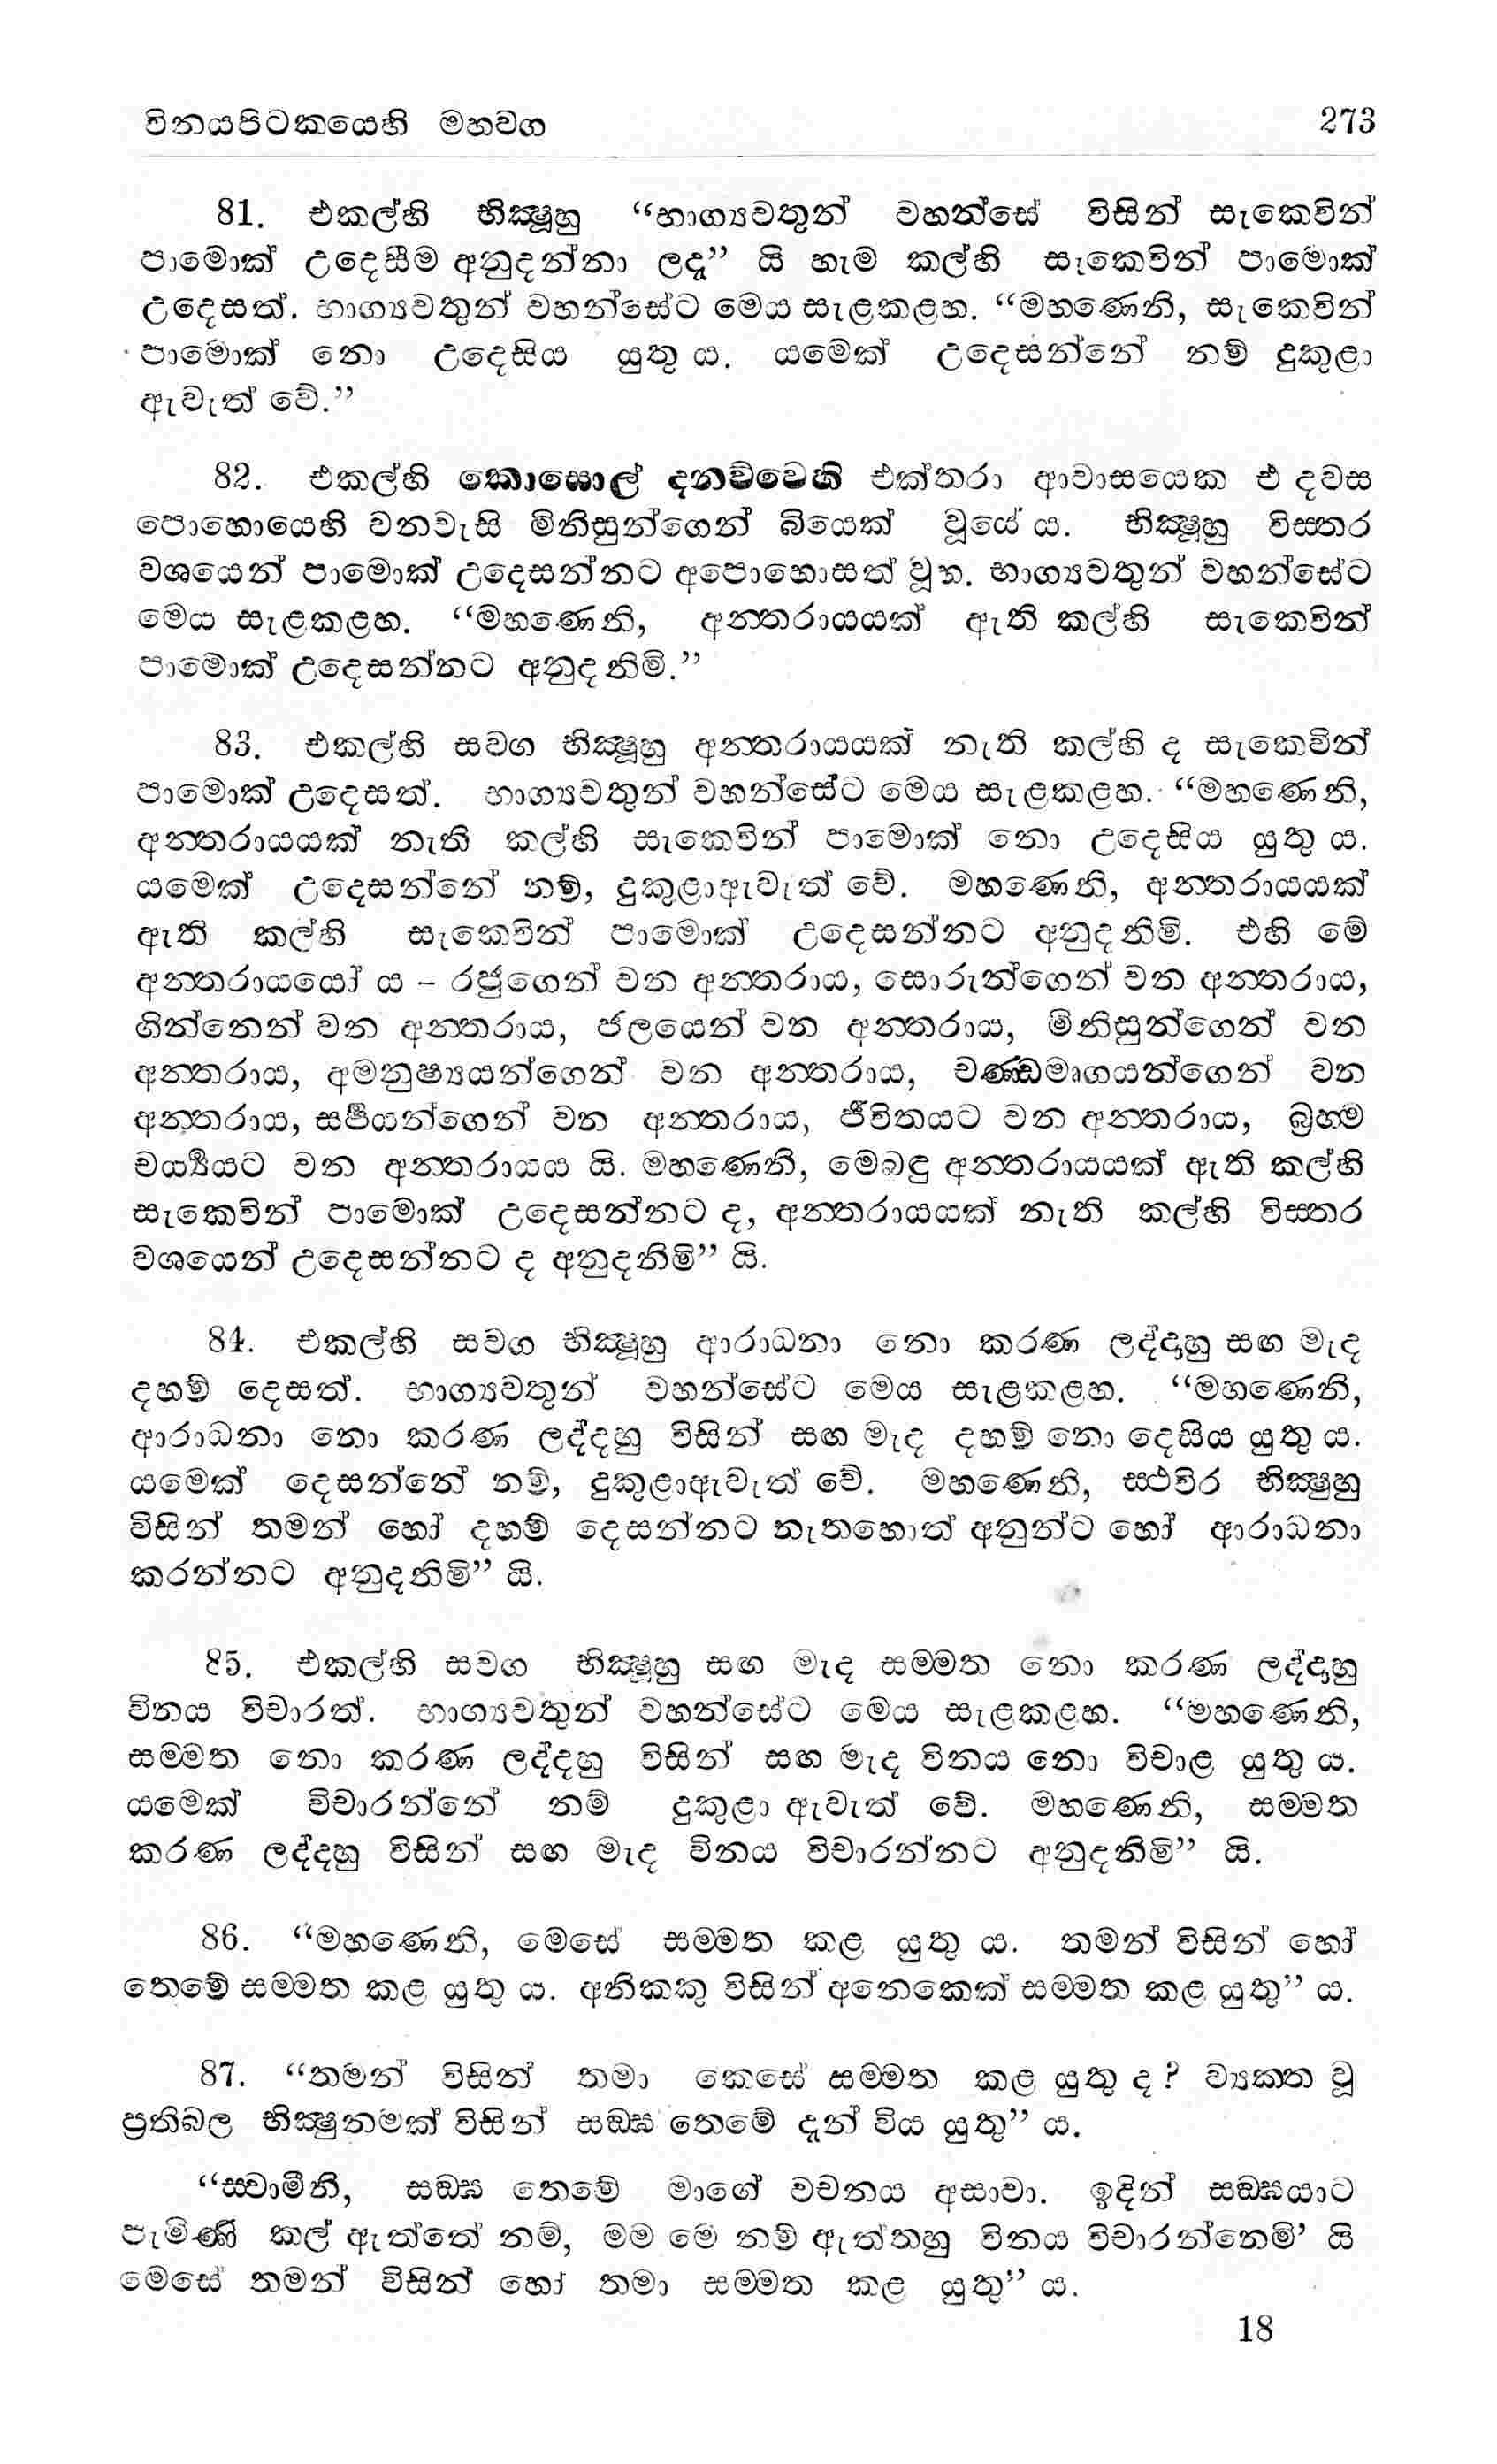 විනයපිටකයෙහි මහවග 273
81. එකල්හි භික්‍ෂූහු “භාග්‍යවතුන් වහන්සේ විසින් සැකෙවින්
පාමොක් උදෙසීම අනුදන්නා ලදැ” යි හැම කල්හි සැකෙවින් පාමොක්
උදෙසත්. භාග්‍යවතුන් වහන්සේට මෙය සැළකළහ. “මහණෙනි, සැකෙවින්
පාමොක් නො උදෙසිය යුතු ය. යමෙක් උදෙසන්නේ නම් දුකුළා
ඇවැත් වේ.”
82. එකල්හි කොසොල් දනව්වෙහි එක්තරා ආවාසයෙක එ දවස
පොහොයෙහි වනවැසි මිනිසුන්ගෙන් බියෙක් වූයේ ය. භික්‍ෂූහු විස්තර
වශයෙන් පාමොක් උදෙසන්නට අපොහොසත් වූහ. භාග්‍යවතුන් වහන්සේට
මෙය සැළකළහ. “මහණෙනි, අන්තරායයක් ඇති කල්හි සැකෙවින්
පාමොක් උදෙසන්නට අනුදනිමි.”
83. එකල්හි සවග භික්‍ෂූහු අන්තරායයක් නැති කල්හි ද සැකෙවින්
පාමොක් උදෙසත්. භාග්‍යවතුන් වහන්සේට මෙය සැළකළහ. “මහණෙනි,
අන්තරායයක් නැති කල්හි සැකෙවින් පාමොක් නො උදෙසිය යුතු ය.
යමෙක් උදෙසන්නේ නම්, දුකුළාඇවැත් වේ. මහණෙනි, අන්තරායයක්
ඇති කල්හි සැකෙවින් පාමොක් උදෙසන්නට අනුදනිමි. එහි මේ
අන්තරායයෝ ය – රජුගෙන් වන අන්තරාය, සොරුන්ගෙන් වන අන්තරාය,
ගින්නෙන් වන අන්තරාය, ජලයෙන් වන අන්තරාය, මිනිසුන්ගෙන් වන
අන්තරාය, අමනුෂ්‍යයන්ගෙන් වන අන්තරාය, චණ්ඩමෘගයන්ගෙන් වන
අන්තරාය, සර්‍පයන්ගෙන් වන අන්තරාය, ජීවිතයට වන අන්තරාය, බ්‍රහ්ම
චර්‍ය්‍යයට වන අන්තරායය යි. මහණෙනි, මෙබඳු අන්තරායයක් ඇති කල්හි
සැකෙවින් පාමොක් උදෙසන්නට ද, අන්තරායයක් නැති කල්හි විස්තර
වශයෙන් උදෙසන්නට ද අනුදනිමි” යි.
84. එකල්හි සවග භික්‍ෂූහු ආරාධනා නො කරණ ලද්දාහු සඟ මැද
දහම් දෙසත්. භාග්‍යවතුන් වහන්සේට මෙය සැළකළහ. “මහණෙනි,
ආරාධනා නො කරණ ලද්දහු විසින් සඟ මැද දහම් නො දෙසිය යුතු ය.
යමෙක් දෙසන්නේ නම්, දුකුළාඇවැත් වේ. මහණෙනි, ස්ථවිර භික්‍ෂුහු
විසින් තමන් හෝ දහම් දෙසන්නට නැතහොත් අනුන්ට හෝ ආරාධනා
කරන්නට අනුදනිමි” යි.
85. එකල්හි සවග භික්‍ෂූහු සඟ මැද සම්මත නො කරණ ලද්දාහු
විනය විචාරත්. භාග්‍යවතුන් වහන්සේට මෙය සැළකළහ. “මහණෙනි,
සම්මත නො කරණ ලද්දහු විසින් සඟ මැද විනය නො විචාළ යුතු ය.
යමෙක් විචාරන්නේ නම් දුකුළා ඇවැත් වේ. මහණෙනි, සම්මත
කරණ ලද්දහු විසින් සඟ මැද විනය විචාරන්නට අනුදනිමි” යි.
86. “මහණෙනි, මෙසේ සම්මත කළ යුතු ය. තමන් විසින් හෝ
තෙමේ සම්මත කළ යුතු ය. අනිකකු විසින් අනෙකෙක් සම්මත කළ යුතු” ය.
87. “තමන් විසින් තමා කෙසේ සම්මත කළ යුතු ද? ව්‍යක්ත වූ
ප්‍රතිබල භික්‍ෂුනමක් විසින් සඞ්ඝ තෙමේ දැන් විය යුතු” ය.
“ස්වාමීනි, සඞ්ඝ තෙමේ මාගේ වචනය අසාවා. ඉදින් සඞ්ඝයාට
පැමිණි කල් ඇත්තේ නම්, මම මේ නම් ඇත්තහු විනය විචාරන්නෙමි’ යි
මෙසේ තමන් විසින් හෝ තමා සම්මත කළ යුතු” ය.
18